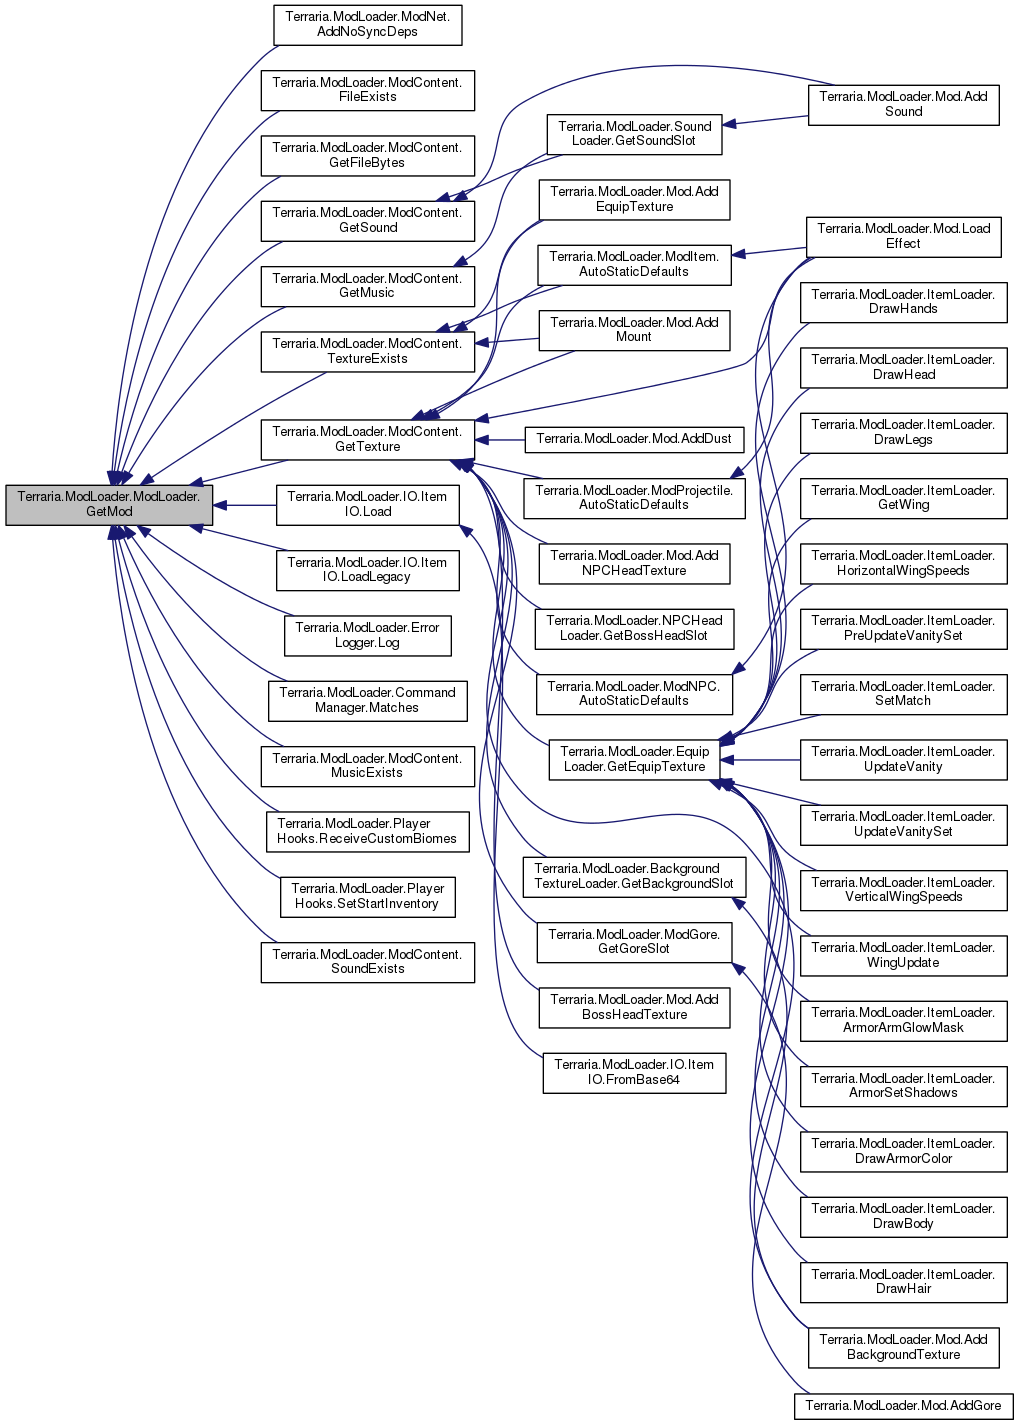 Terraria.ModLoader.ModLoader.
GetMod
Terraria.ModLoader.ModNet.
AddNoSyncDeps
Terraria.ModLoader.ModContent.
FileExists
Terraria.ModLoader.ModContent.
GetFileBytes
Terraria.ModLoader.ModContent.
GetSound
Terraria.ModLoader.ModContent.
GetMusic
Terraria.ModLoader.ModContent.
TextureExists
Terraria.ModLoader.ModContent.
GetTexture
Terraria.ModLoader.IO.Item
IO.Load
Terraria.ModLoader.IO.Item
IO.LoadLegacy
Terraria.ModLoader.Error
Logger.Log
Terraria.ModLoader.Command
Manager.Matches
Terraria.ModLoader.ModContent.
MusicExists
Terraria.ModLoader.Player
Hooks.ReceiveCustomBiomes
Terraria.ModLoader.Player
Hooks.SetStartInventory
Terraria.ModLoader.ModContent.
SoundExists
Terraria.ModLoader.Sound
Loader.GetSoundSlot
Terraria.ModLoader.Mod.Add
EquipTexture
Terraria.ModLoader.ModItem.
AutoStaticDefaults
Terraria.ModLoader.Mod.Add
Mount
Terraria.ModLoader.Mod.AddDust
Terraria.ModLoader.ModProjectile.
AutoStaticDefaults
Terraria.ModLoader.Mod.Add
NPCHeadTexture
Terraria.ModLoader.NPCHead
Loader.GetBossHeadSlot
Terraria.ModLoader.ModNPC.
AutoStaticDefaults
Terraria.ModLoader.Equip
Loader.GetEquipTexture
Terraria.ModLoader.Background
TextureLoader.GetBackgroundSlot
Terraria.ModLoader.ModGore.
GetGoreSlot
Terraria.ModLoader.Mod.Add
BossHeadTexture
Terraria.ModLoader.IO.Item
IO.FromBase64
Terraria.ModLoader.Mod.Add
Sound
Terraria.ModLoader.Mod.Load
Effect
Terraria.ModLoader.ItemLoader.
DrawHands
Terraria.ModLoader.ItemLoader.
DrawHead
Terraria.ModLoader.ItemLoader.
DrawLegs
Terraria.ModLoader.ItemLoader.
GetWing
Terraria.ModLoader.ItemLoader.
HorizontalWingSpeeds
Terraria.ModLoader.ItemLoader.
PreUpdateVanitySet
Terraria.ModLoader.ItemLoader.
SetMatch
Terraria.ModLoader.ItemLoader.
UpdateVanity
Terraria.ModLoader.ItemLoader.
UpdateVanitySet
Terraria.ModLoader.ItemLoader.
VerticalWingSpeeds
Terraria.ModLoader.ItemLoader.
WingUpdate
Terraria.ModLoader.ItemLoader.
ArmorArmGlowMask
Terraria.ModLoader.ItemLoader.
ArmorSetShadows
Terraria.ModLoader.ItemLoader.
DrawArmorColor
Terraria.ModLoader.ItemLoader.
DrawBody
Terraria.ModLoader.ItemLoader.
DrawHair
Terraria.ModLoader.Mod.Add
BackgroundTexture
Terraria.ModLoader.Mod.AddGore